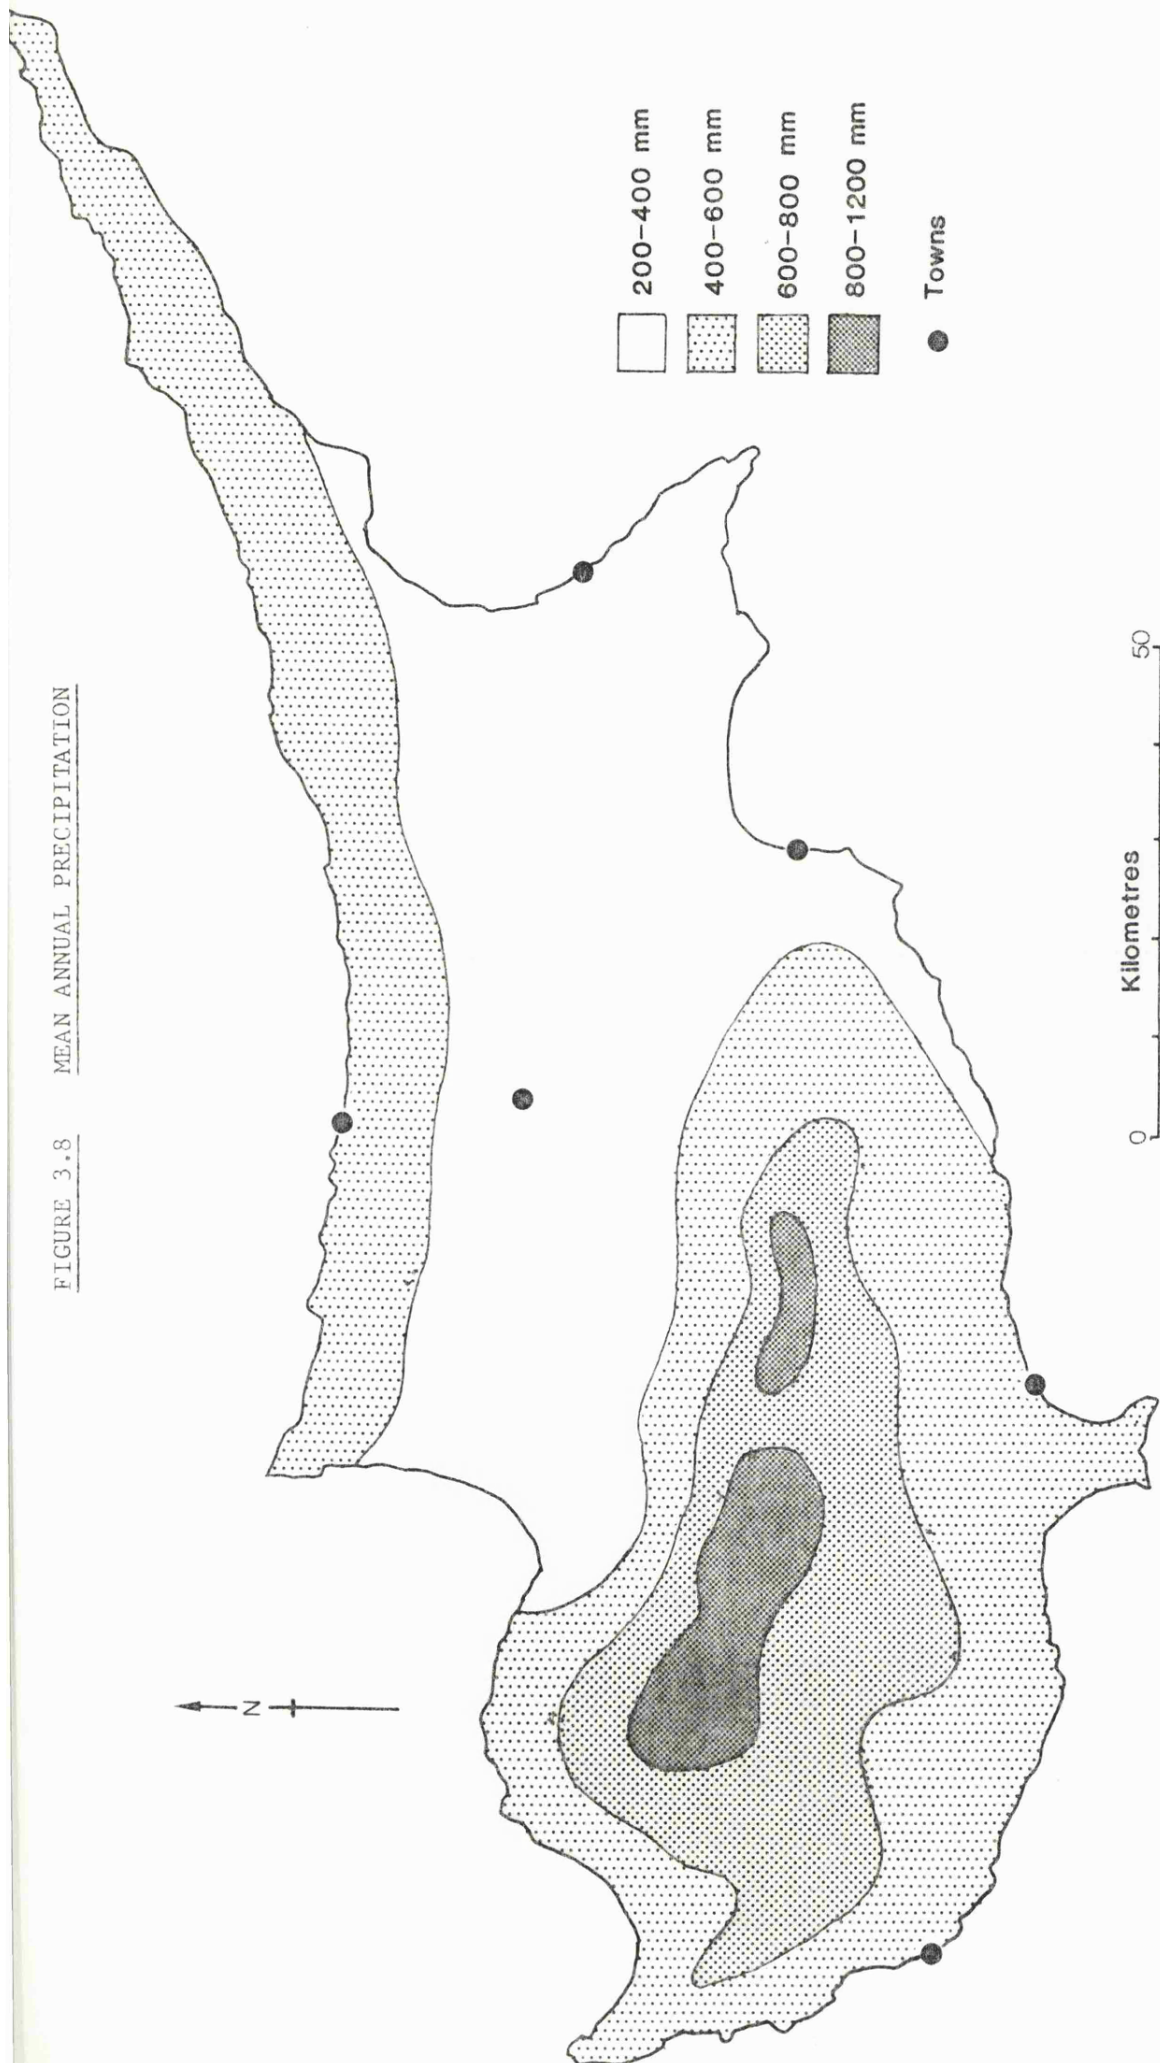 FIGURE 3.8 MEAN ANNUAL PRECIPITATION
N
200-400 mm
400-600 mm
600-800 mm
800-1200 mm
Towns
0 50
Kilometres